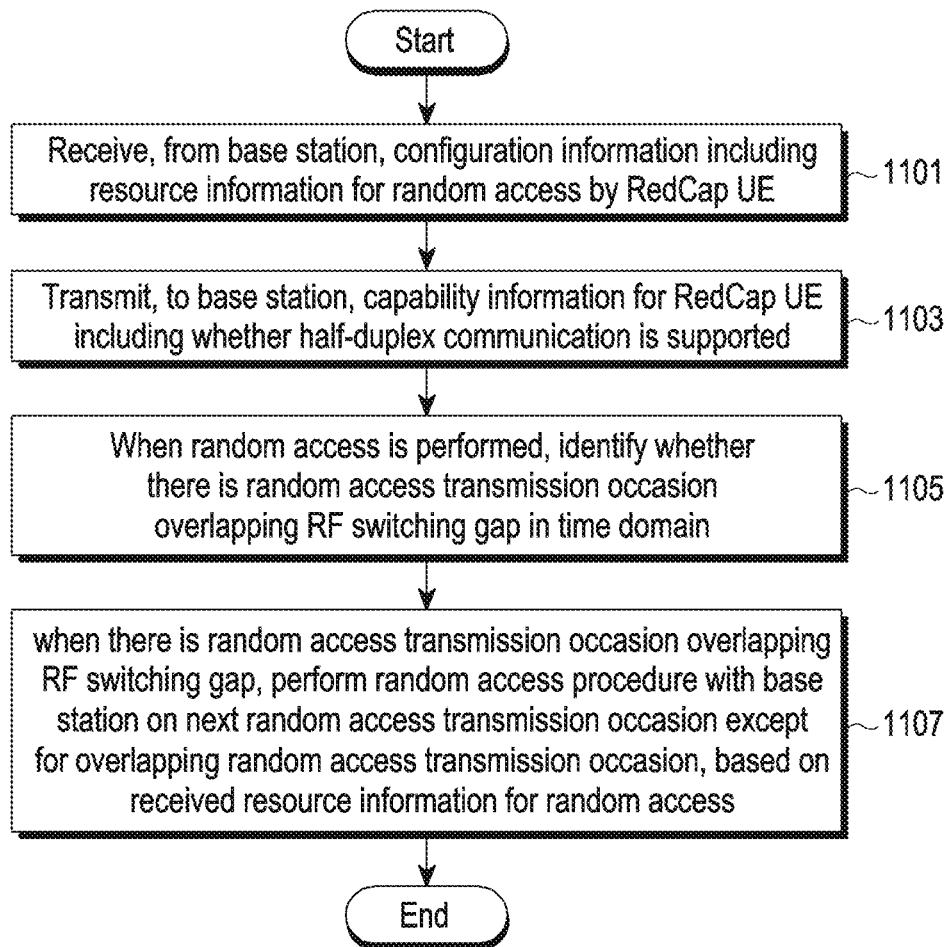 Start
Receive, from base station, configuration information including
resource information for random access by RedCap UE
1101
Transmit, to base station, capability information for RedCap UE
including whether half-duplex communication is supported
1103
When random access is performed, identify whether
there is random access transmission occasion
overlapping RF switching gap in time domain
1105
when there is random access transmission occasion overlapping
RF switching gap, perform random access procedure with base
station on next random access transmission occasion except
for overlapping random access transmission occasion, based on
received resource information for random access
1107
End